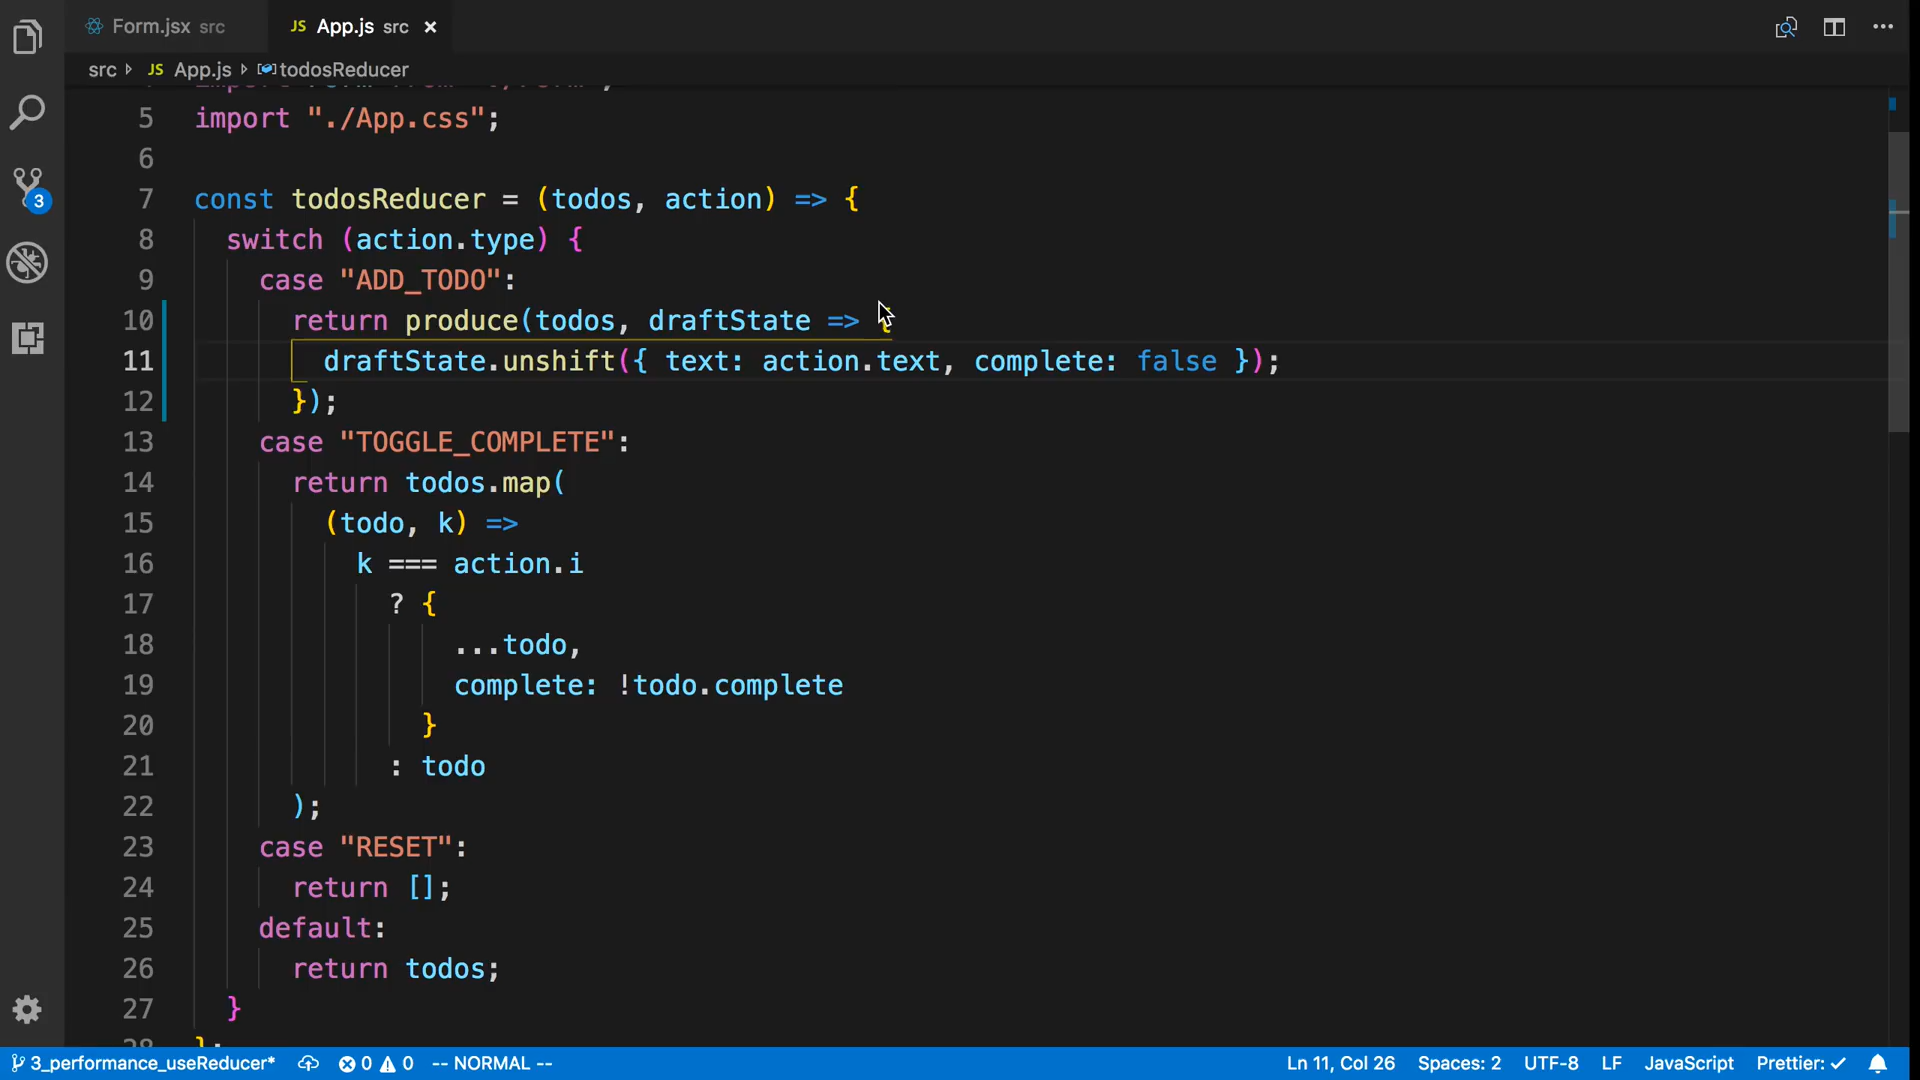 Form.jsx src
JS App.js src ×
src JS App.js todosReducer
5 import "./App.css";
6
7 const todosReducer = (todos, action) => {
8 switch (action.type) {
9 case "ADD_TODO":
10 return produce(todos, draftState => {
11 draftState.unshift({ text: action.text, complete: false });
12 });
13 case "TOGGLE_COMPLETE":
14 return todos.map(
15 (todo, k) =>
16 k === action.i
17 ? {
18 ...todo,
19 complete: !todo.complete
20 }
21 : todo
22 );
23 case "RESET":
24 return [];
25 default:
26 return todos;
27 }
3
3_performance_useReducer* 0 0 -- NORMAL -- Ln 11, Col 26 Spaces: 2 UTF-8 LF JavaScript Prettier: ✓